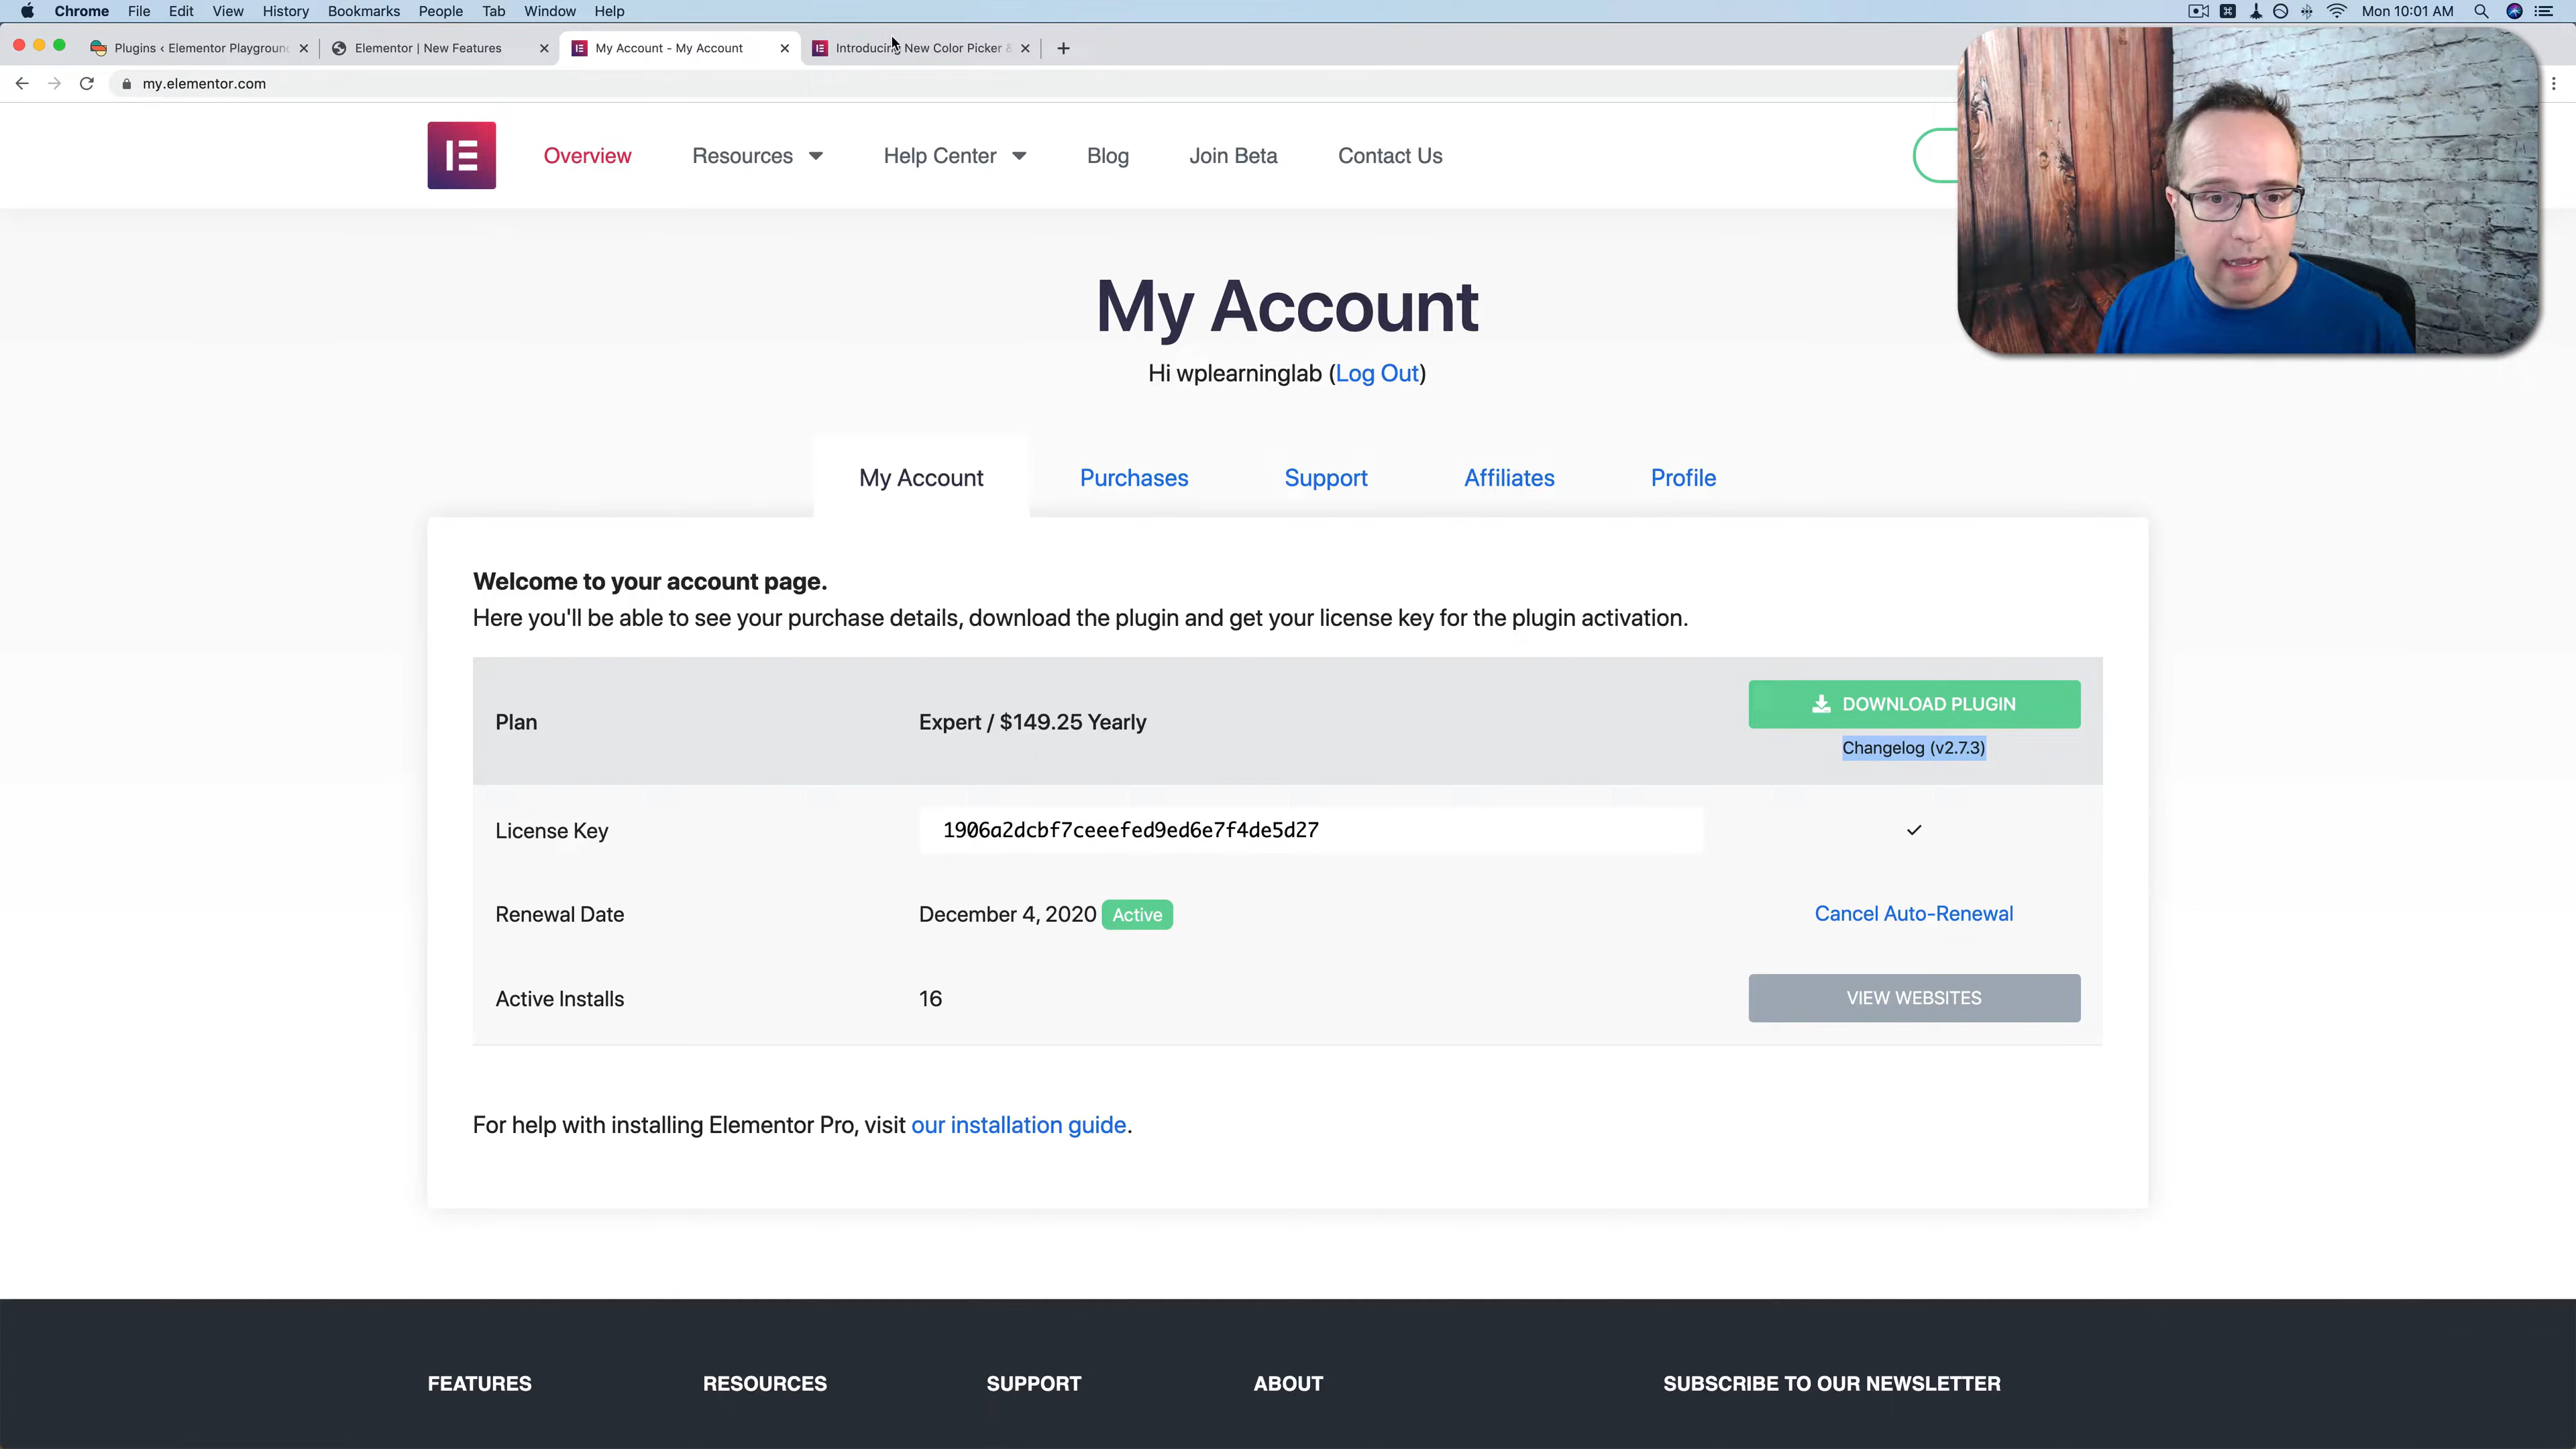 Chrome File Edit View History Bookmarks People Tab Window Help Mon 10:01 AM
Plugins ‹ Elementor Playground Elementor | New Features My Account - My Account Introducing New Color Picker &
my.elementor.com
Overview Resources Help Center Blog Join Beta Contact Us
My Account
Hi wplearninglab (Log Out)
My Account Purchases Support Affiliates Profile
Welcome to your account page.
Here you'll be able to see your purchase details, download the plugin and get your license key for the plugin activation.
Plan Expert / $149.25 Yearly DOWNLOAD PLUGIN
Changelog (v2.7.3)
License Key 1906a2dcbf7ceeefed9ed6e7f4de5d27
Renewal Date December 4, 2020 Active Cancel Auto-Renewal
Active Installs 16 VIEW WEBSITES
For help with installing Elementor Pro, visit our installation guide.
FEATURES RESOURCES SUPPORT ABOUT SUBSCRIBE TO OUR NEWSLETTER